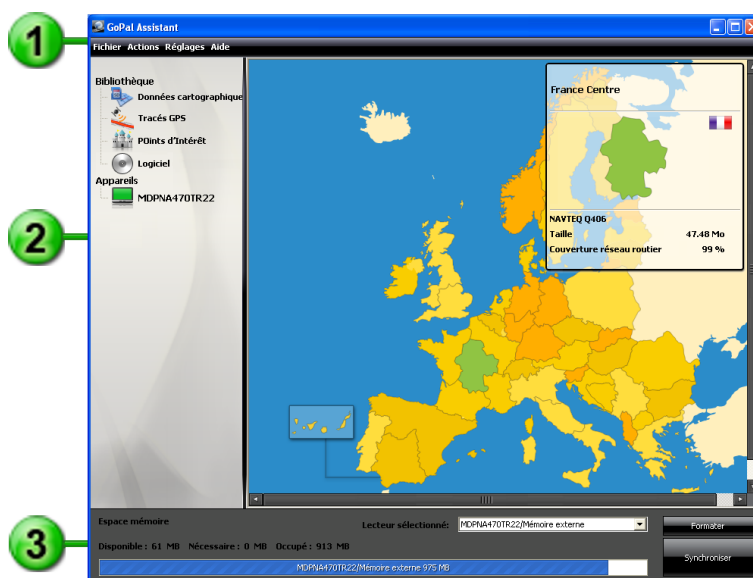 GoPal Assistant
1
Fichier Actions Réglages Aide
Bibliothèque
Données cartographique
Tracés GPS
POints d'Intérêt
Logiciel
Appareils
MDPNA470TR22
France Centre
NAVTEQ Q406
Taille 47.48 Mo
Couverture réseau routier 99 %
2
3
Espace mémoire
Lecteur sélectionné: MDPNA470TR22/Mémoire externe
Formater
Disponible : 61 MB Nécessaire : 0 MB Occupé : 913 MB
Synchroniser
MDPNA470TR22/Mémoire externe 975 MB